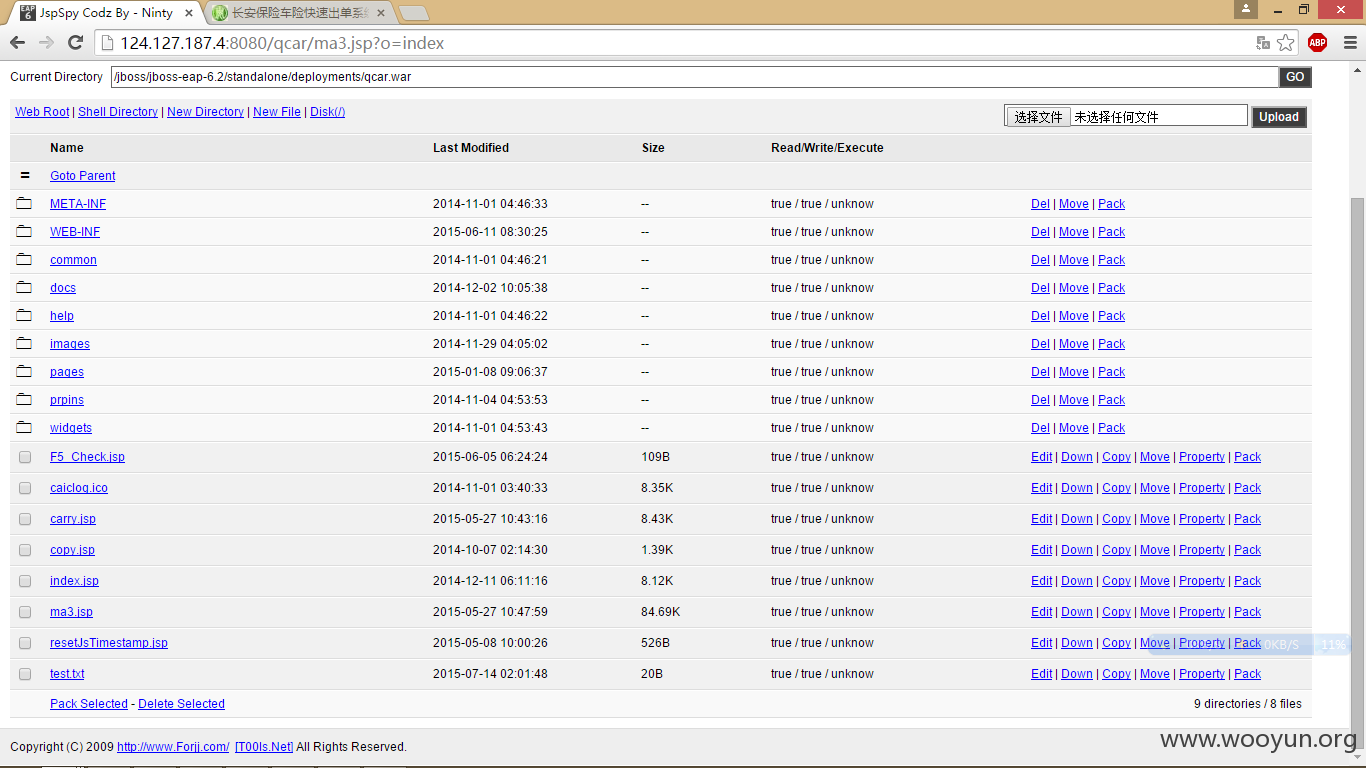 JspSpy Codz By - Ninty
长安保险车险快速出单系统
124.127.187.4:8080/qcar/ma3.jsp?o=index
ABP
Current Directory /jboss/jboss-eap-6.2/standalone/deployments/qcar.war GO
Web Root | Shell Directory | New Directory | New File | Disk(/) 选择文件 未选择任何文件 Upload
Name Last Modified Size Read/Write/Execute
= Goto Parent
META-INF 2014-11-01 04:46:33 -- true / true / unknow Del | Move | Pack
WEB-INF 2015-06-11 08:30:25 -- true / true / unknow Del | Move | Pack
common 2014-11-01 04:46:21 -- true / true / unknow Del | Move | Pack
docs 2014-12-02 10:05:38 -- true / true / unknow Del | Move | Pack
help 2014-11-01 04:46:22 -- true / true / unknow Del | Move | Pack
images 2014-11-29 04:05:02 -- true / true / unknow Del | Move | Pack
pages 2015-01-08 09:06:37 -- true / true / unknow Del | Move | Pack
prpins 2014-11-04 04:53:53 -- true / true / unknow Del | Move | Pack
widgets 2014-11-01 04:53:43 -- true / true / unknow Del | Move | Pack
F5_Check.jsp 2015-06-05 06:24:24 109B true / true / unknow Edit | Down | Copy | Move | Property | Pack
caiclog.ico 2014-11-01 03:40:33 8.35K true / true / unknow Edit | Down | Copy | Move | Property | Pack
carry.jsp 2015-05-27 10:43:16 8.43K true / true / unknow Edit | Down | Copy | Move | Property | Pack
copy.jsp 2014-10-07 02:14:30 1.39K true / true / unknow Edit | Down | Copy | Move | Property | Pack
index.jsp 2014-12-11 06:11:16 8.12K true / true / unknow Edit | Down | Copy | Move | Property | Pack
ma3.jsp 2015-05-27 10:47:59 84.69K true / true / unknow Edit | Down | Copy | Move | Property | Pack
resetJsTimestamp.jsp 2015-05-08 10:00:26 526B true / true / unknow Edit | Down | Copy | Move | Property | Pack 0KB/S 11%
test.txt 2015-07-14 02:01:48 20B true / true / unknow Edit | Down | Copy | Move | Property | Pack
Pack Selected - Delete Selected 9 directories / 8 files
Copyright (C) 2009 http://www.Forjj.com/ [T00ls.Net] All Rights Reserved.
www.wooyun.org